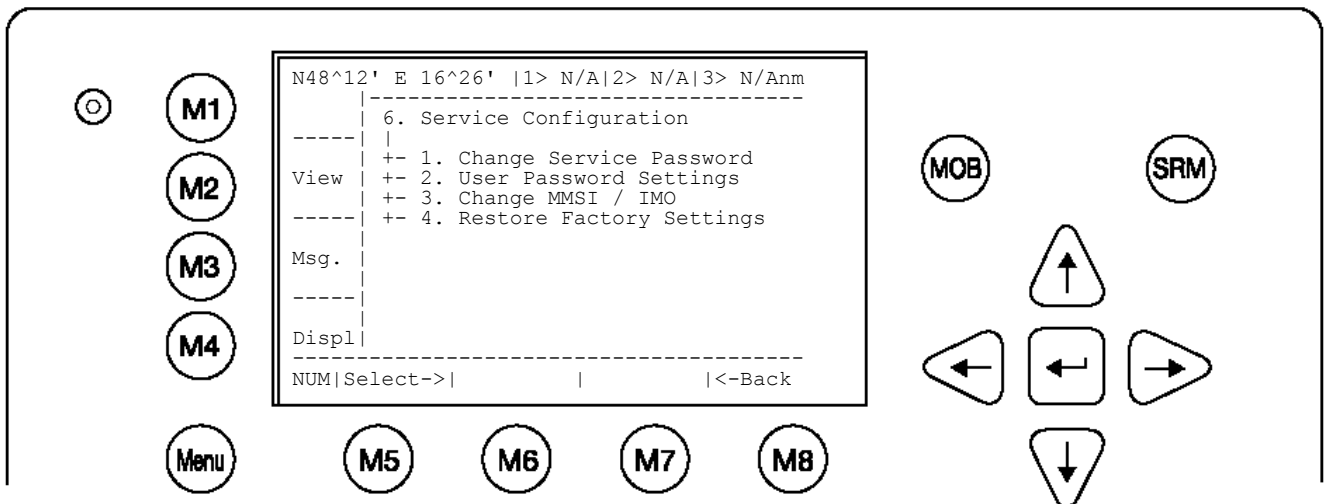 N48^12' E 16^26' |1> N/A|2> N/A|3> N/Anm
M1
6. Service Configuration
+- 1. Change Service Password
MOB
SRM
M2
View | +- 2. User Password Settings
+- 3. Change MMSI / IMO
-----| +- 4. Restore Factory Settings
M3
Msg. |
M4
Displ|
NUM|Select->| | |<-Back
Menu
M5
M6
M7
M8